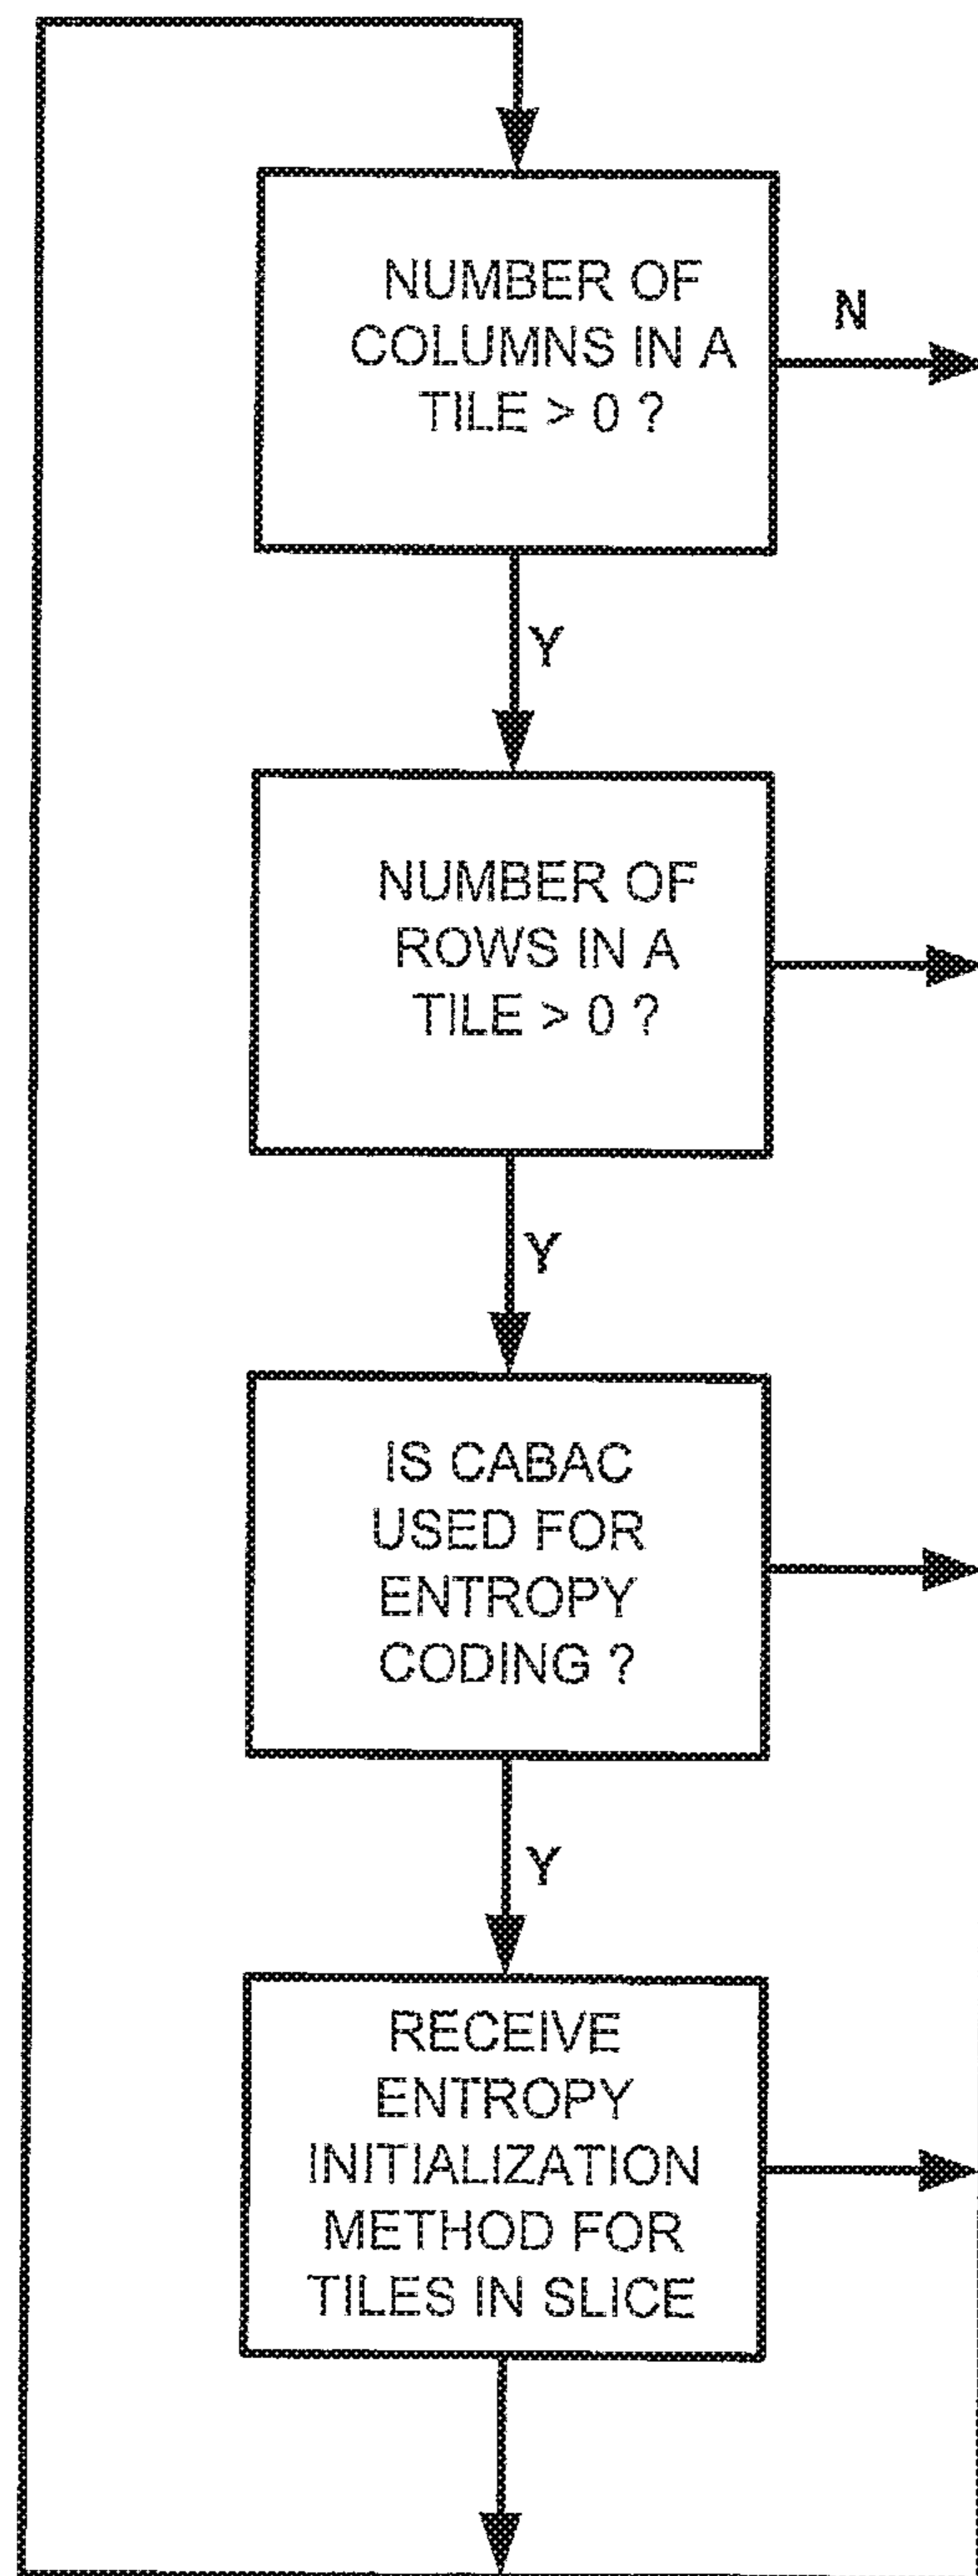 NUMBER OF
COLUMNS IN A
TILE > 0 ?
N
Y
NUMBER OF
ROWS IN A
TILE > 0 ?
Y
IS CABAC
USED FOR
ENTROPY
CODING ?
Y
RECEIVE
ENTROPY
INITIALIZATION
METHOD FOR
TILES IN SLICE